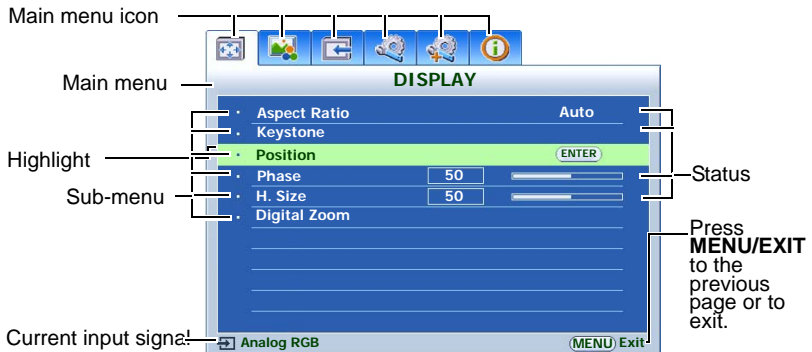 Main menu icon
Main menu
DISPLAY
Aspect Ratio Auto
Keystone
Highlight
Position ENTER
Phase 50
Status
Sub-menu
H. Size 50
Digital Zoom
Press
MENU/EXIT
to the
previous
page or to
exit.
Current input signal
Analog RGB
MENU Exit